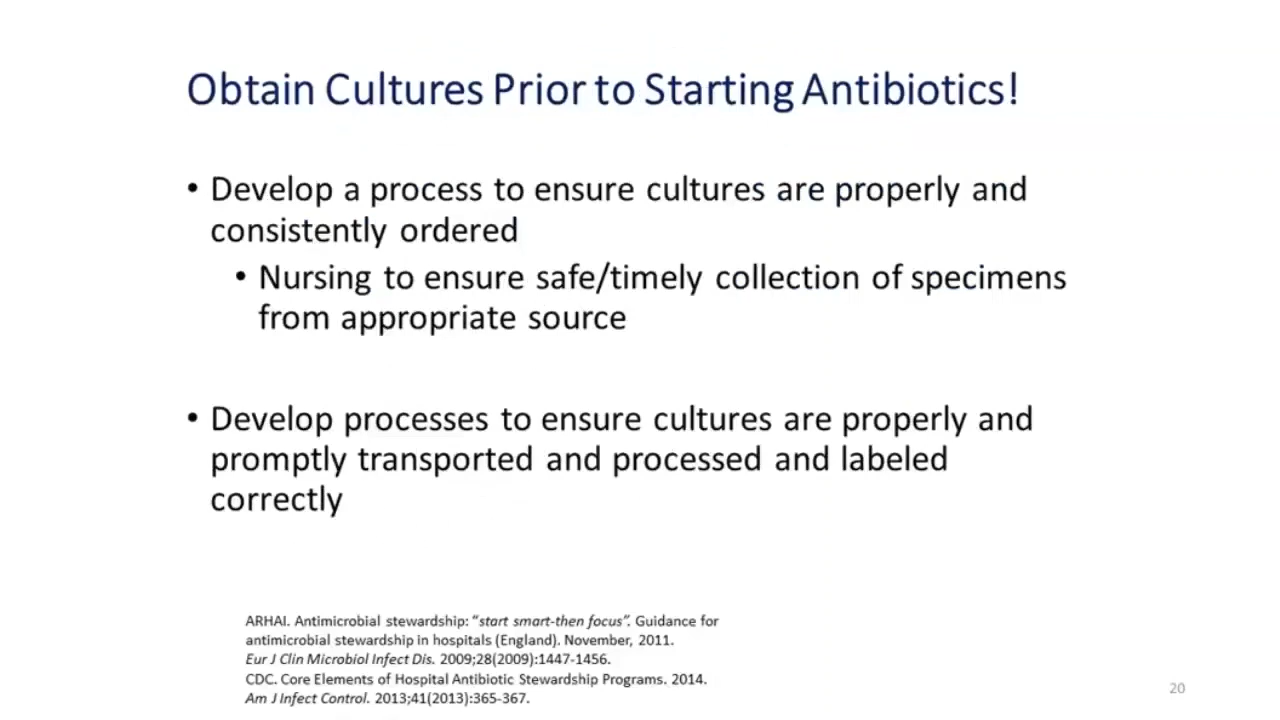 Obtain Cultures Prior to Starting Antibiotics!
• Develop a process to ensure cultures are properly and
consistently ordered
• Nursing to ensure safe/timely collection of specimens
from appropriate source
• Develop processes to ensure cultures are properly and
promptly transported and processed and labeled
correctly
ARHAI. Antimicrobial stewardship: “start smart-then focus”. Guidance for
antimicrobial stewardship in hospitals (England). November, 2011.
Eur J Clin Microbiol Infect Dis. 2009;28(2009):1447-1456.
CDC. Core Elements of Hospital Antibiotic Stewardship Programs. 2014.
Am J Infect Control. 2013;41(2013):365-367.
20